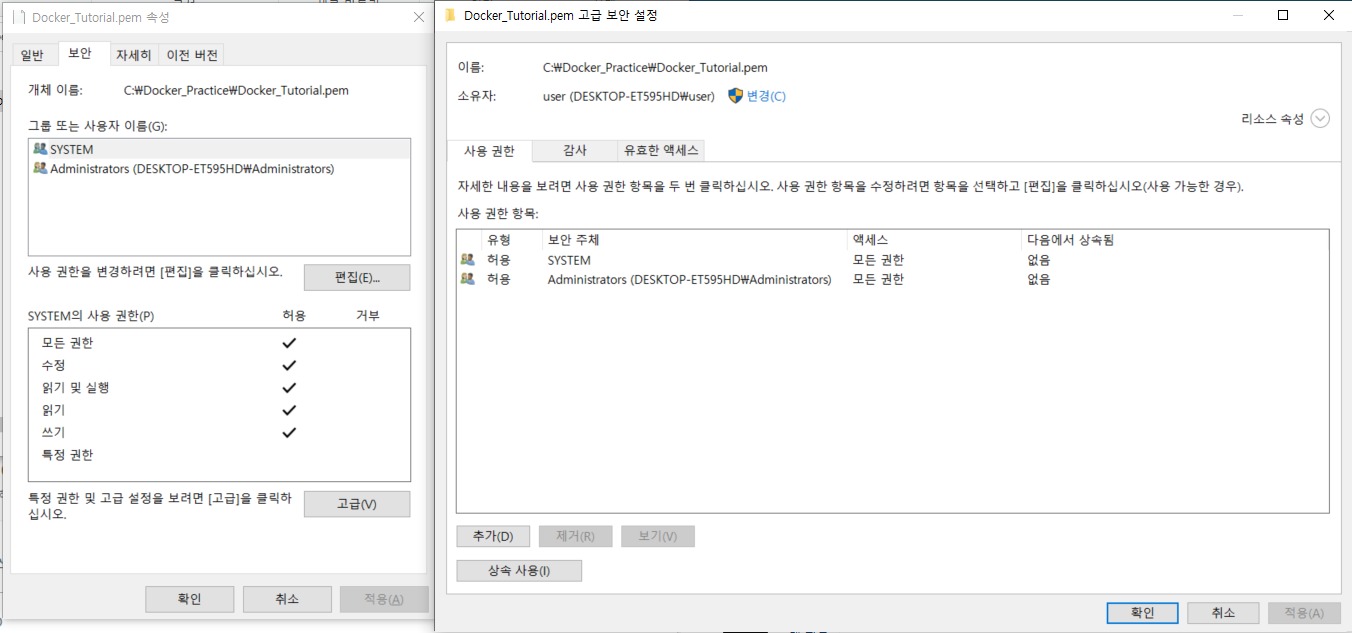 Docker_Tutorial.pem 속성
일반
보안
자세히
이전 버전
개체 이름:
C:₩Docker_Practice₩Docker_Tutorial.pem
그룹 또는 사용자 이름(G):
SYSTEM
Administrators (DESKTOP-ET595HD₩Administrators)
사용 권한을 변경하려면 [편집]을 클릭하십시오.
편집(E)...
SYSTEM의 사용 권한(P)
허용
거부
모든 권한
수정
읽기 및 실행
읽기
쓰기
특정 권한
특정 권한 및 고급 설정을 보려면 [고급]을 클릭하
십시오.
고급(V)
확인
취소
적용(A)
Docker_Tutorial.pem 고급 보안 설정
이름:
C:₩Docker_Practice₩Docker_Tutorial.pem
소유자:
user (DESKTOP-ET595HD₩user)
변경(C)
리소스 속성
사용 권한
감사
유효한 액세스
자세한 내용을 보려면 사용 권한 항목을 두 번 클릭하십시오. 사용 권한 항목을 수정하려면 항목을 선택하고 [편집]을 클릭하십시오(사용 가능한 경우).
사용 권한 항목:
유형 보안 주체 액세스 다음에서 상속됨
허용 SYSTEM 모든 권한 없음
허용 Administrators (DESKTOP-ET595HD₩Administrators) 모든 권한 없음
추가(D)
제거(R)
보기(V)
상속 사용(I)
확인
취소
적용(A)